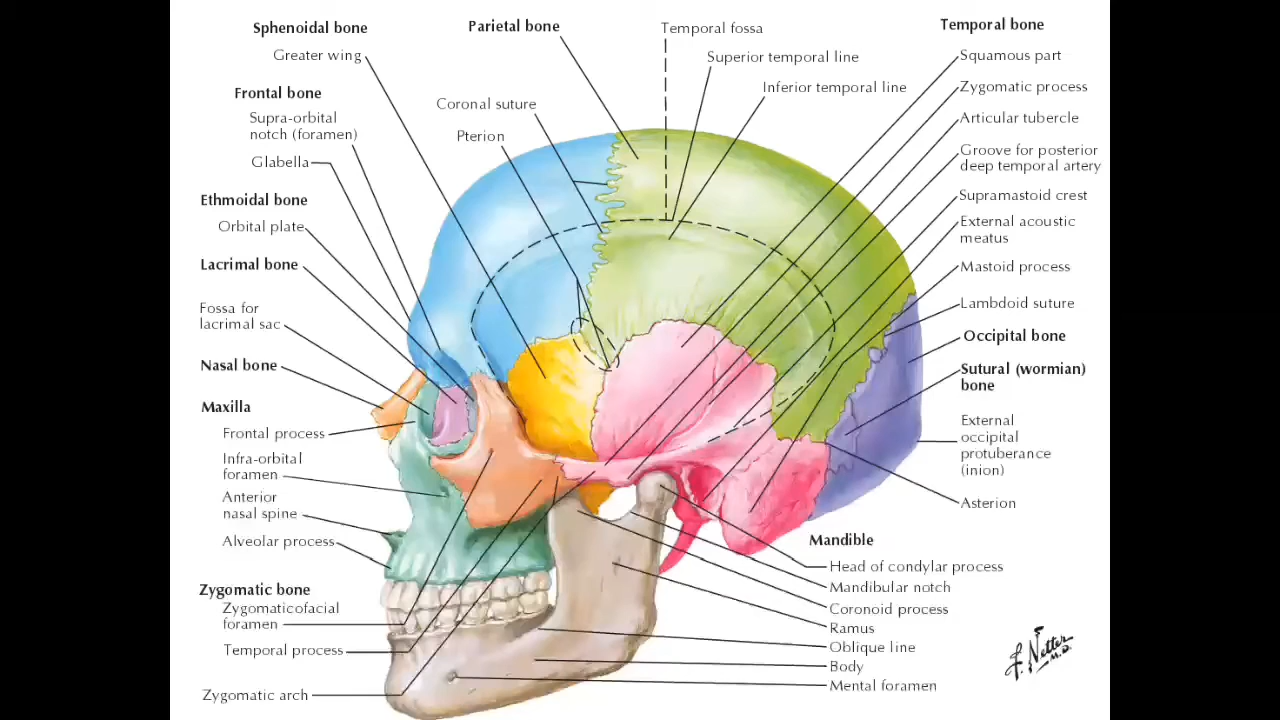 Sphenoidal bone
Greater wing
Frontal bone
Supra-orbital
notch (foramen)
Glabella
Ethmoidal bone
Orbital plate
Lacrimal bone
Fossa for
lacrimal sac
Nasal bone
Maxilla
Frontal process
Infra-orbital
foramen
Anterior
nasal spine
Alveolar process
Zygomatic bone
Zygomaticofacial
foramen
Temporal process
Zygomatic arch
Parietal bone
Coronal suture
Pterion
Temporal fossa
Superior temporal line
Inferior temporal line
Temporal bone
Squamous part
Zygomatic process
Articular tubercle
Groove for posterior
deep temporal artery
Supramastoid crest
External acoustic
meatus
Mastoid process
Lambdoid suture
Occipital bone
Sutural (wormian)
bone
External
occipital
protuberance
(inion)
Asterion
Mandible
Head of condylar process
Mandibular notch
Coronoid process
Ramus
Oblique line
Body
Mental foramen
F. Netter
M.D.